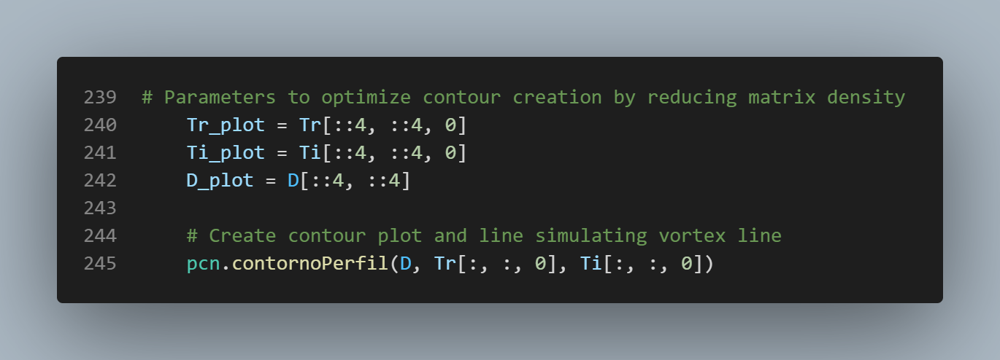 239 # Parameters to optimize contour creation by reducing matrix density
240     Tr_plot = Tr[::4, ::4, 0]
241     Ti_plot = Ti[::4, ::4, 0]
242     D_plot = D[::4, ::4]
243
244     # Create contour plot and line simulating vortex line
245     pcn.contornoPerfil(D, Tr[:, :, 0], Ti[:, :, 0])